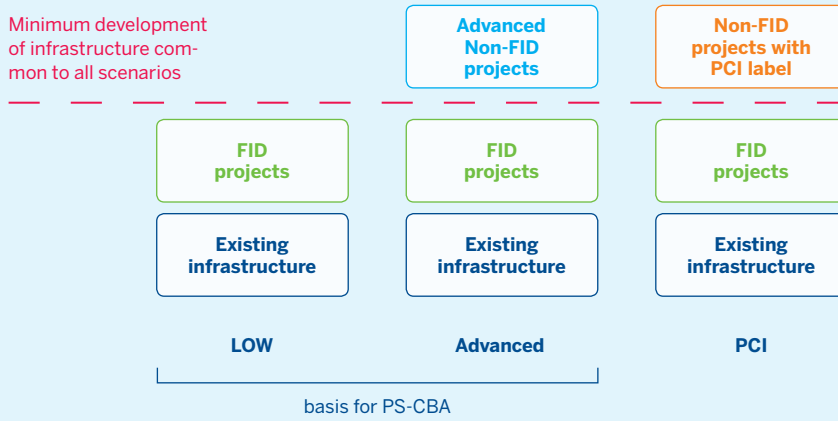 Minimum development
of infrastructure com-
mon to all scenarios
Advanced
Non-FID
projects
Non-FID
projects with
PCI label
FID
projects
FID
projects
FID
projects
Existing
infrastructure
Existing
infrastructure
Existing
infrastructure
LOW
Advanced
PCI
basis for PS-CBA